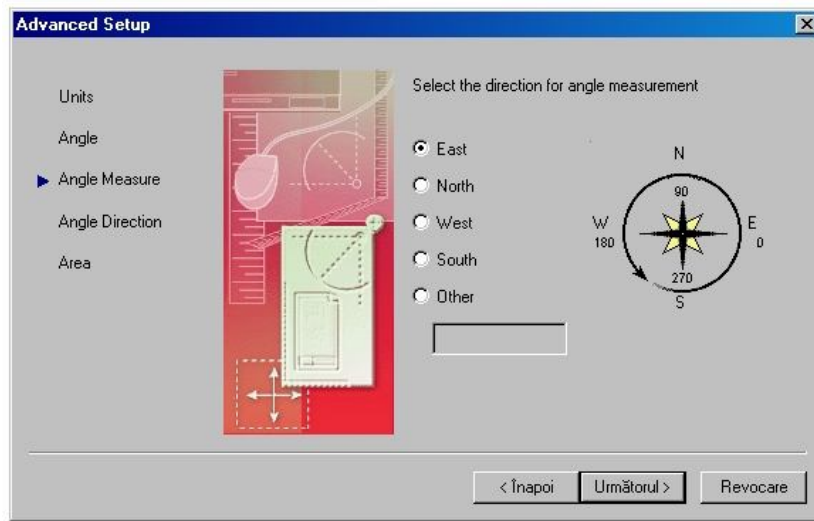 Advanced Setup
Units
Angle
Angle Measure
Angle Direction
Area
Select the direction for angle measurement
East
North
West
South
Other
N
90
W
180
E
0
270
S
< Înapoi
Următorul >
Revocare